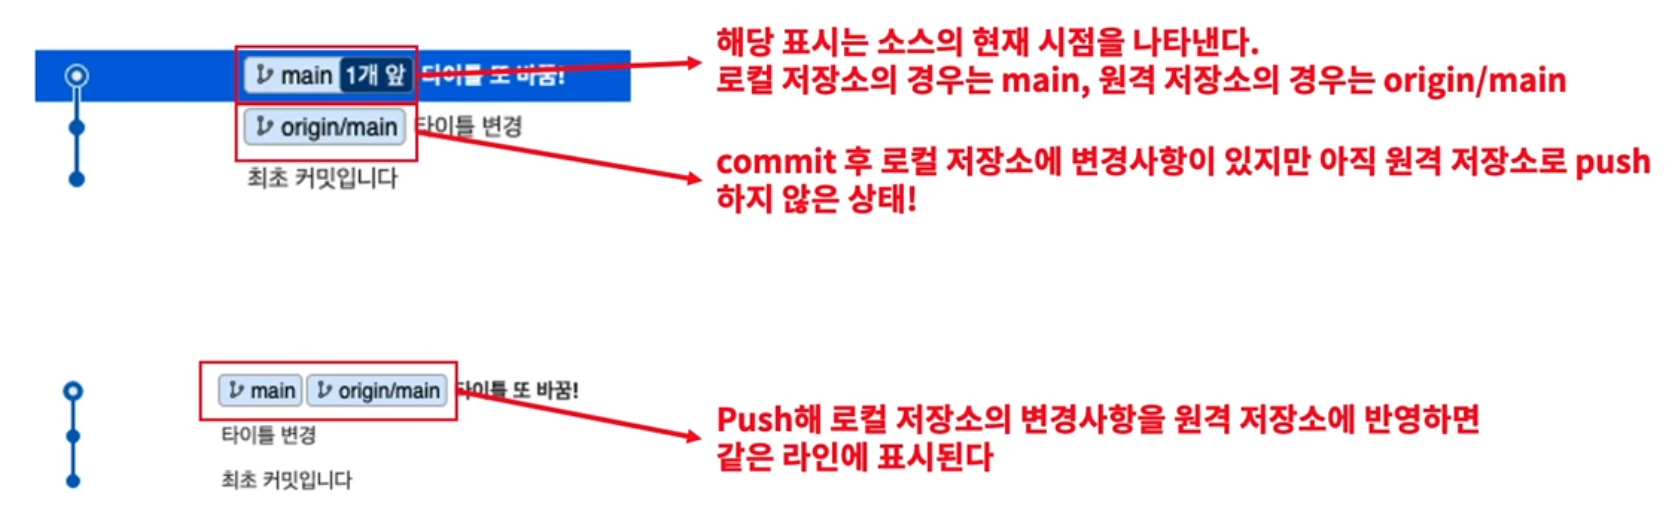 main 1개 앞 타이틀 또 바꿈!
origin/main 타이틀 변경
최초 커밋입니다
해당 표시는 소스의 현재 시점을 나타낸다.
로컬 저장소의 경우는 main, 원격 저장소의 경우는 origin/main
commit 후 로컬 저장소에 변경사항이 있지만 아직 원격 저장소로 push
하지 않은 상태!
main origin/main 타이틀 또 바꿈!
타이틀 변경
최초 커밋입니다
Push해 로컬 저장소의 변경사항을 원격 저장소에 반영하면
같은 라인에 표시된다